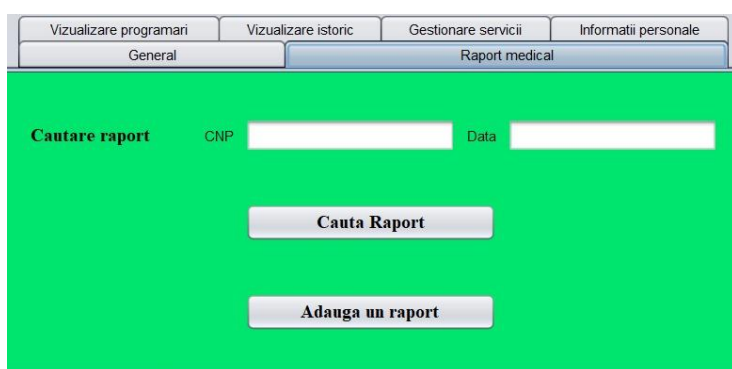 Vizualizare programari Vizualizare istoric Gestionare servicii Informatii personale
General Raport medical
Cautare raport CNP Data
Cauta Raport
Adauga un raport